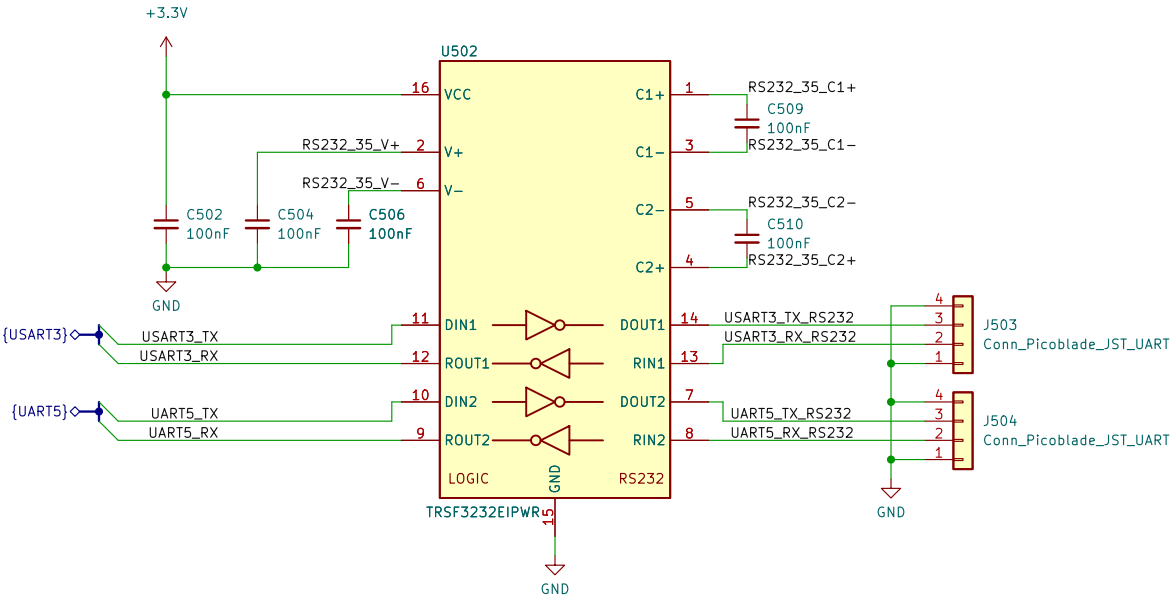 +3.3V
U502
16
VCC
C1+
1
RS232_35_C1+
C509
100nF
RS232_35_V+
2
V+
C1-
3
RS232_35_C1-
RS232_35_V-
6
V-
C2-
5
RS232_35_C2-
C502
100nF
C504
100nF
C506
100nF
C510
100nF
C2+
4
RS232_35_C2+
GND
{USART3}
USART3_TX
11
DIN1
DOUT1
14
USART3_TX_RS232
USART3_RX
12
ROUT1
RIN1
13
USART3_RX_RS232
4
3
2
1
J503
Conn_Picoblade_JST_UART
{UART5}
UART5_TX
10
DIN2
DOUT2
7
UART5_TX_RS232
UART5_RX
9
ROUT2
RIN2
8
UART5_RX_RS232
4
3
2
1
J504
Conn_Picoblade_JST_UART
LOGIC
GND
RS232
TRSF3232EIPWR
15
GND
GND